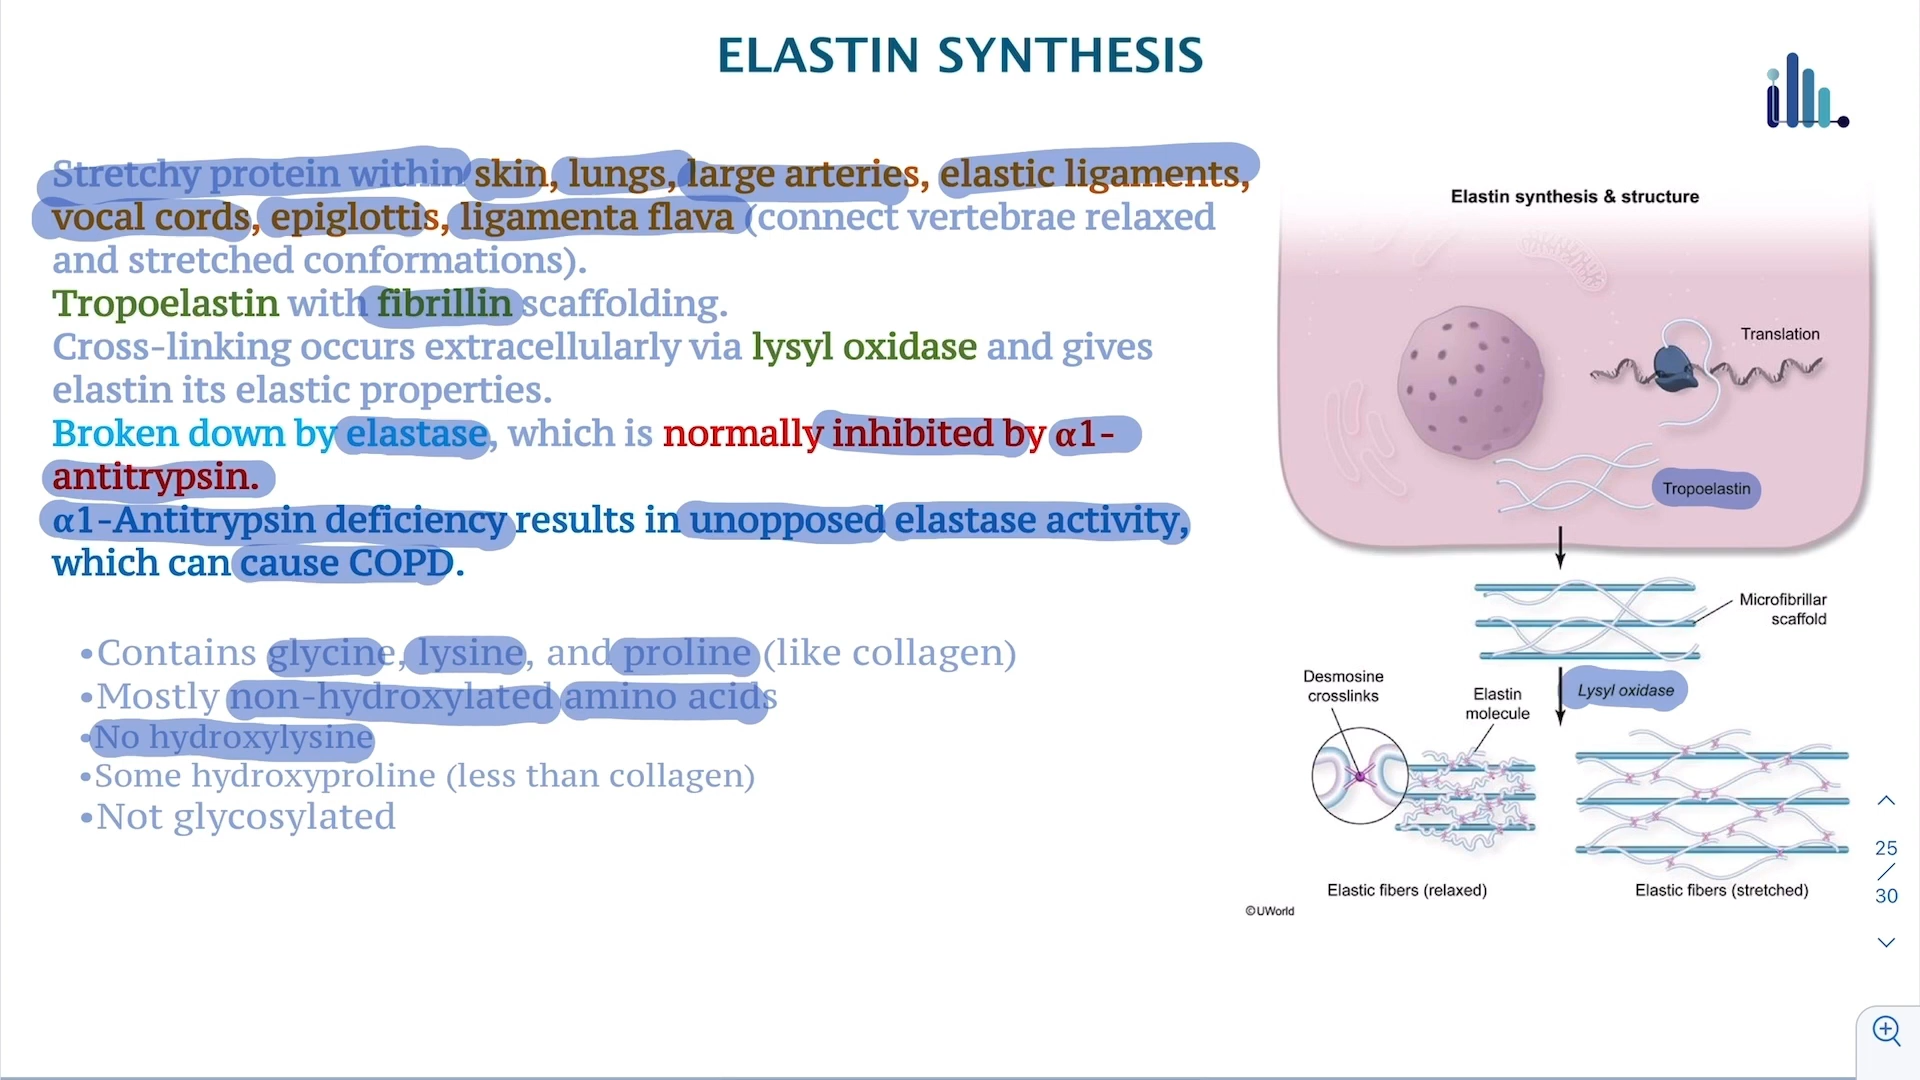 ELASTIN SYNTHESIS
Stretchy protein within skin, lungs, large arteries, elastic ligaments,
vocal cords, epiglottis, ligamenta flava (connect vertebrae relaxed
and stretched conformations).
Tropoelastin with fibrillin scaffolding.
Cross-linking occurs extracellularly via lysyl oxidase and gives
elastin its elastic properties.
Broken down by elastase, which is normally inhibited by α1-
antitrypsin.
α1-Antitrypsin deficiency results in unopposed elastase activity,
which can cause COPD.
•Contains glycine, lysine, and proline (like collagen)
•Mostly non-hydroxylated amino acids
•No hydroxylysine
•Some hydroxyproline (less than collagen)
•Not glycosylated
Elastin synthesis & structure
Translation
Tropoelastin
Microfibrillar
scaffold
Lysyl oxidase
Desmosine
crosslinks
Elastin
molecule
Elastic fibers (relaxed)
Elastic fibers (stretched)
©UWorld
25
/
30